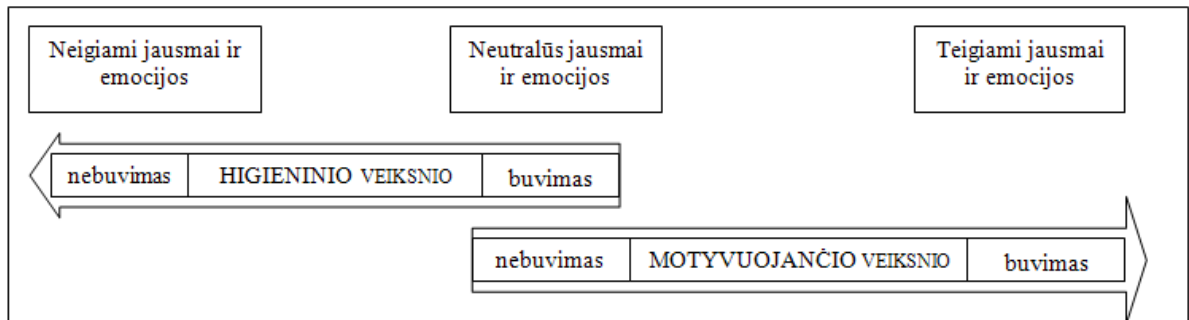 Neigiami jausmai ir
emocijos
Neutralūs jausmai
ir emocijos
Teigiami jausmai
ir emocijos
nebuvimas HIGIENINIO VEIKSNIO buvimas
nebuvimas MOTYVUOJANČIO VEIKSNIO buvimas